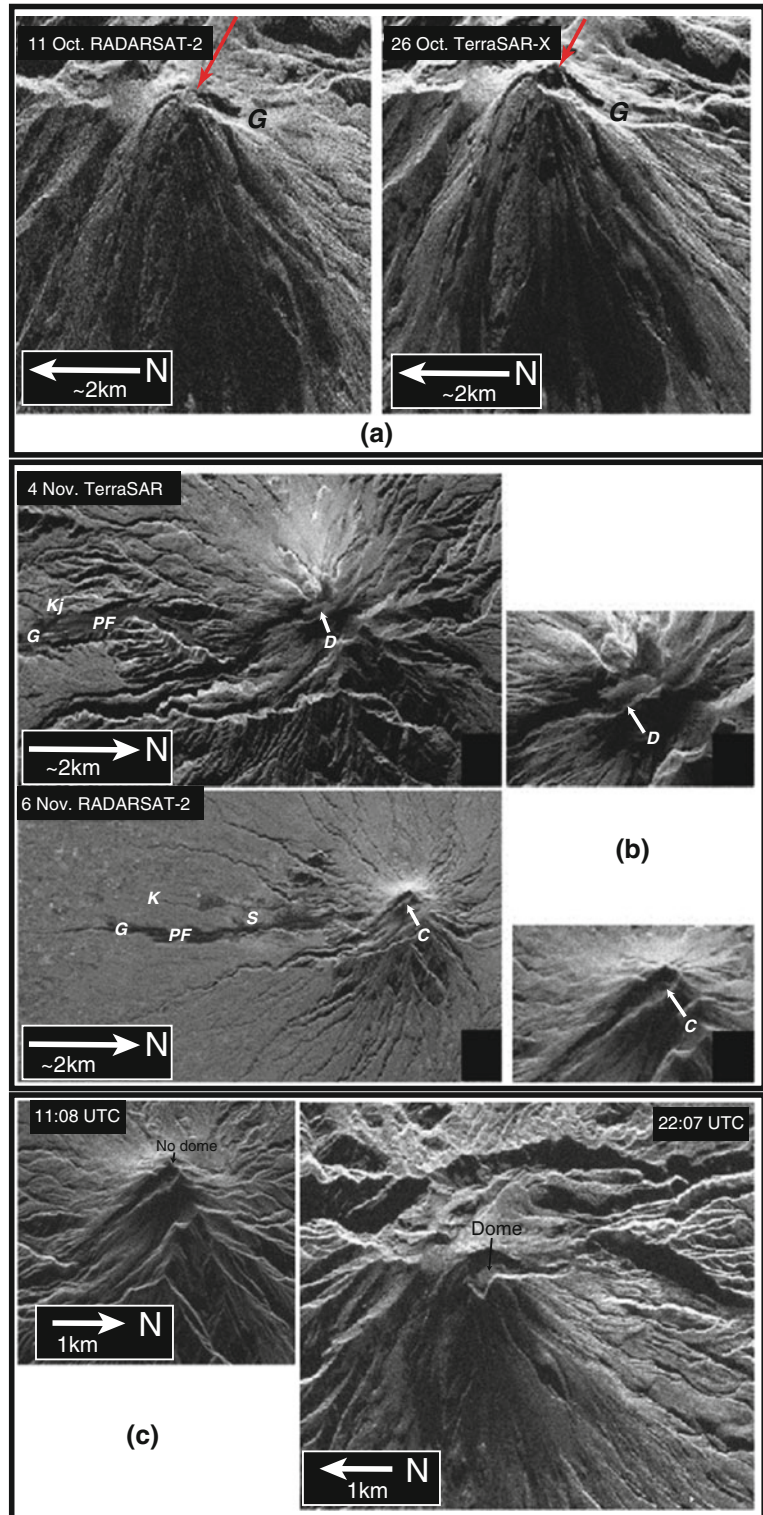 11 Oct. RADARSAT-2
G
N
~2km
26 Oct. TerraSAR-X
G
N
~2km
(a)
4 Nov. TerraSAR
Kj
G
PF
D
N
~2km
D
(b)
6 Nov. RADARSAT-2
K
G
PF
S
C
N
~2km
C
11:08 UTC
No dome
N
1km
(c)
22:07 UTC
Dome
N
1km